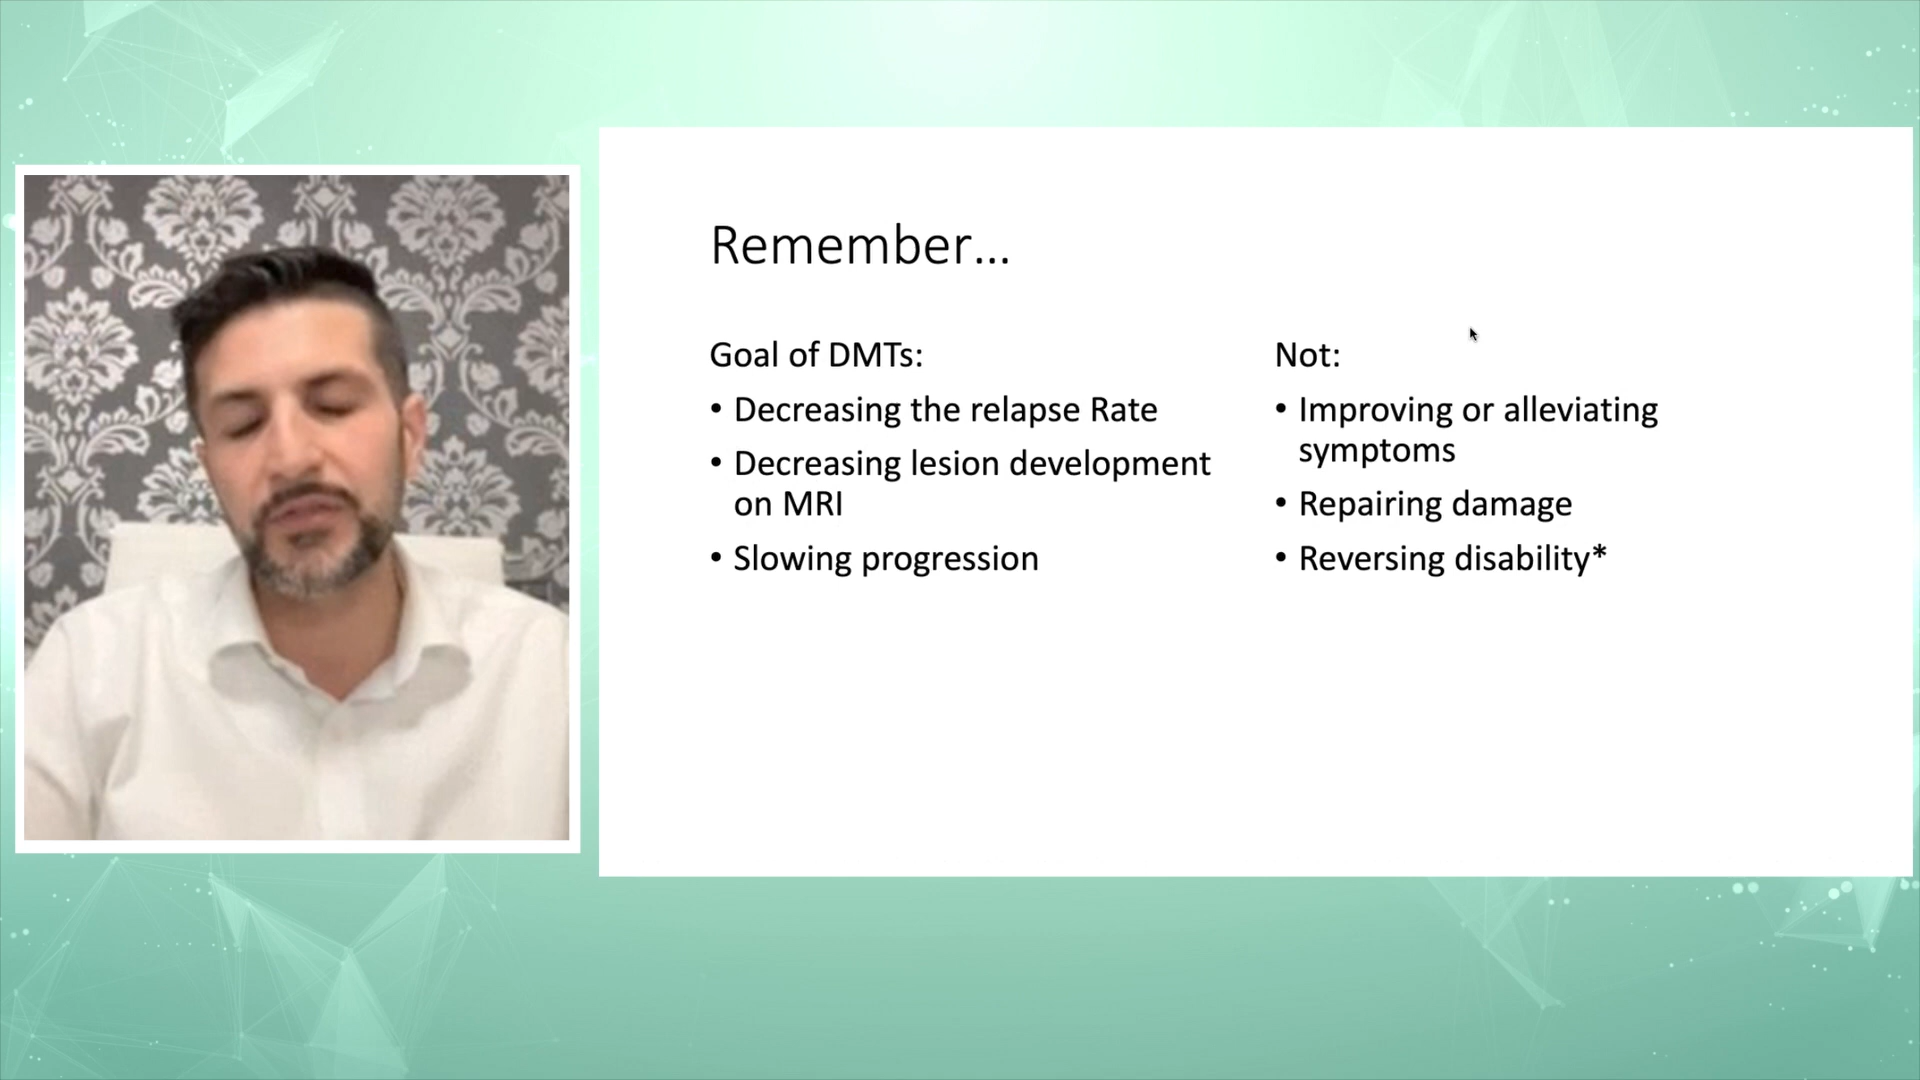 Remember...
Goal of DMTs:
• Decreasing the relapse Rate
• Decreasing lesion development
on MRI
• Slowing progression
Not:
• Improving or alleviating
symptoms
• Repairing damage
• Reversing disability*